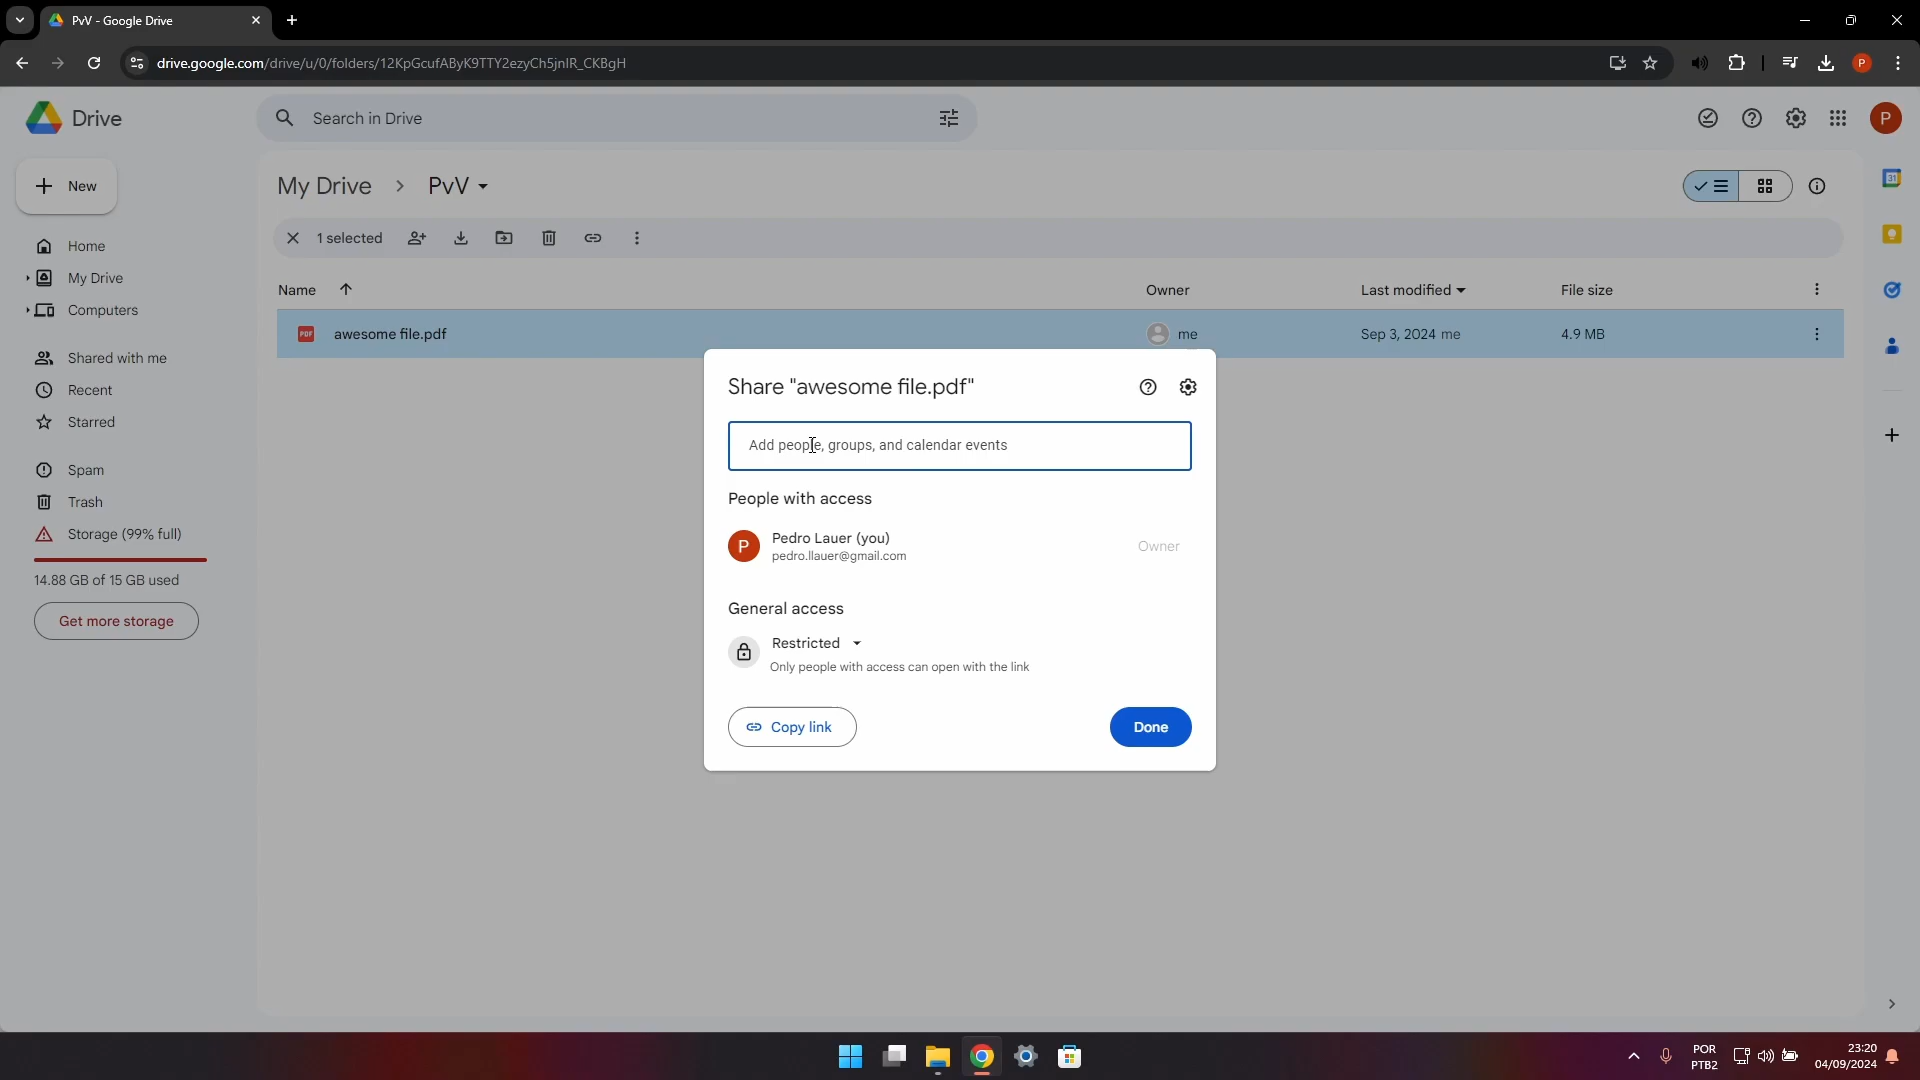 PvV - Google Drive
drive.google.com/drive/u/0/folders/12KpGcufAByK9TTY2ezyCh5jnIR_CKBgH
P
Drive
Search in Drive
P
New
My Drive
PvV
31
Home
1 selected
My Drive
Name
Owner
Last modified
File size
Computers
PDF
awesome file.pdf
me
Sep 3, 2024 me
4.9 MB
Shared with me
Recent
Share "awesome file.pdf"
Starred
Add people, groups, and calendar events
Spam
Trash
People with access
Storage (99% full)
P
Pedro Lauer (you)
pedro.llauer@gmail.com
Owner
14.88 GB of 15 GB used
General access
Get more storage
Restricted
Only people with access can open with the link
Copy link
Done
POR
PTB2
23:20
04/09/2024